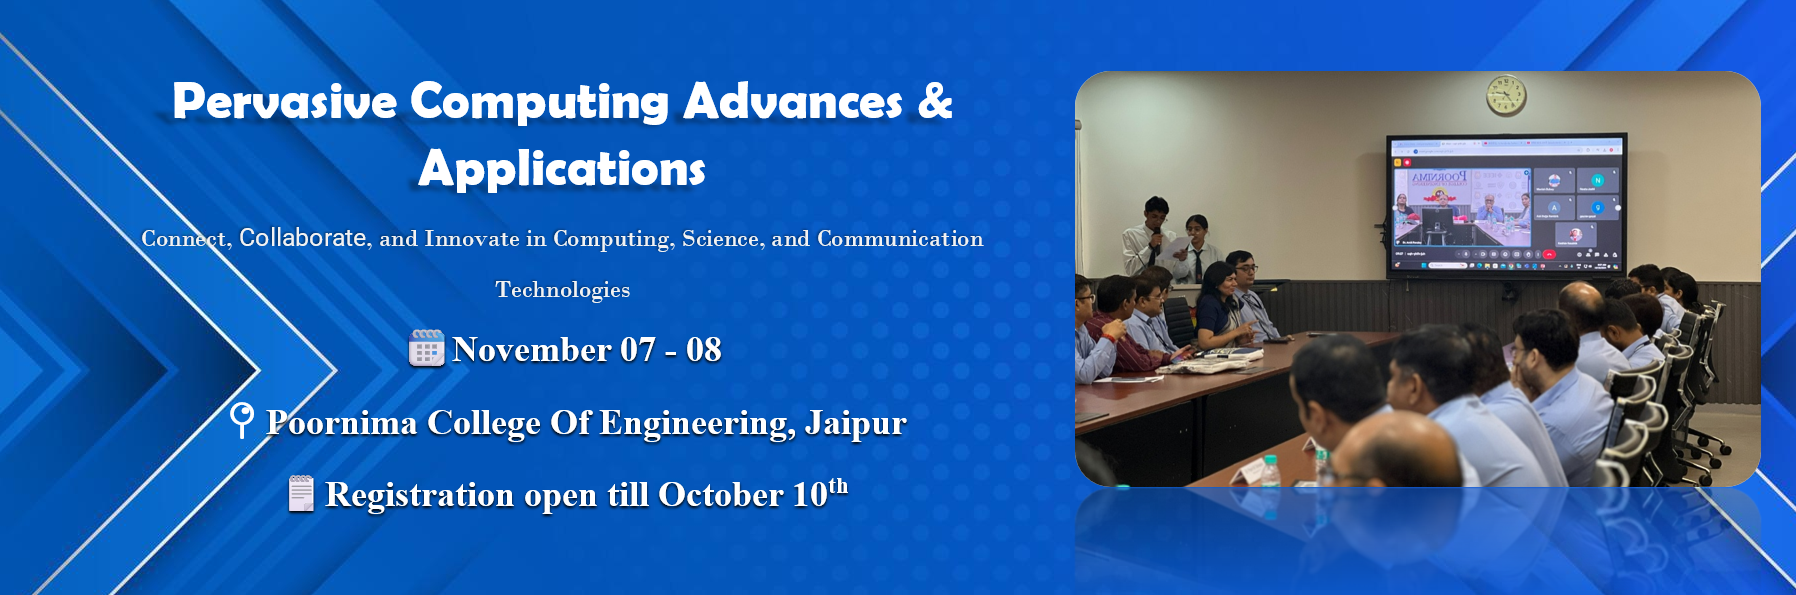 Pervasive Computing Advances &
Applications
Connect, Collaborate, and Innovate in Computing, Science, and Communication
Technologies
November 07 - 08
Poornima College Of Engineering, Jaipur
Registration open till October 10th
POORNIMA